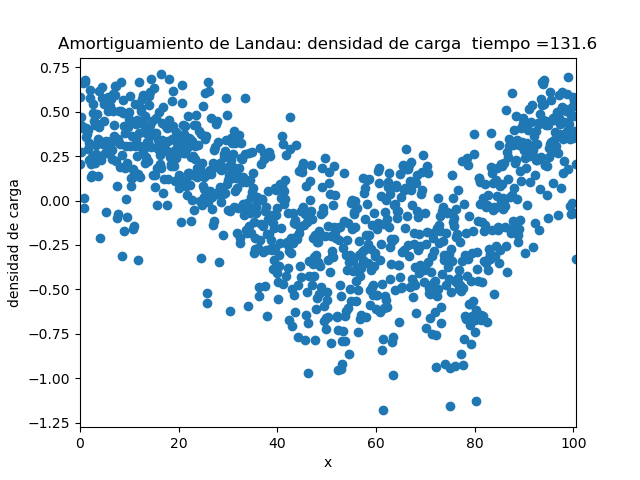 Amortiguamiento de Landau: densidad de carga  tiempo =131.6
densidad de carga
0.75
0.50
0.25
0.00
−0.25
−0.50
−0.75
−1.00
−1.25
0 20 40 60 80 100
x